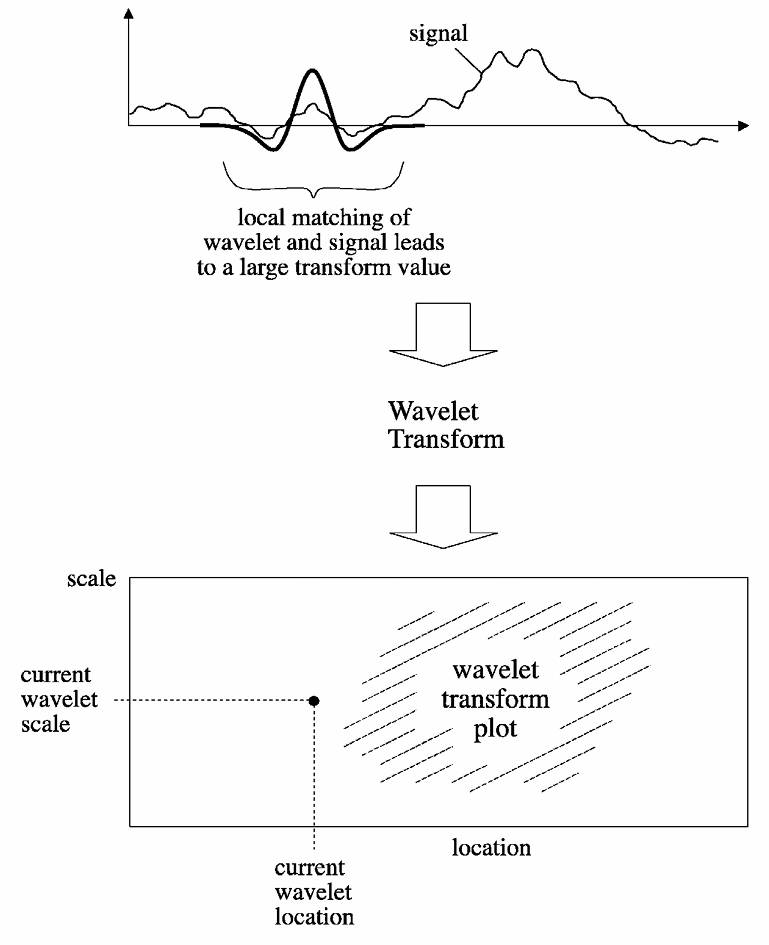 signal
local matching of
wavelet and signal leads
to a large transform value
Wavelet
Transform
scale
current
wavelet
scale
wavelet
transform
plot
location
current
wavelet
location